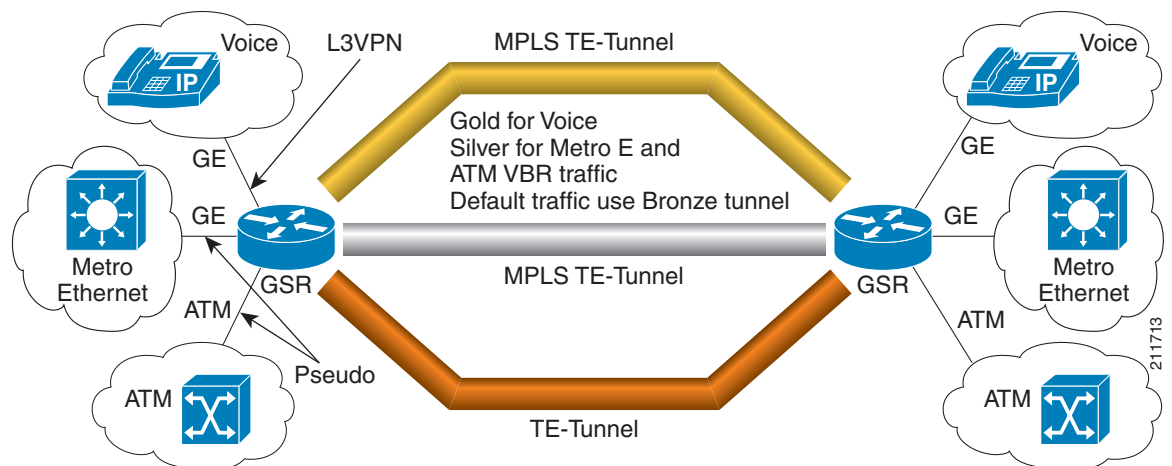 Voice
L3VPN
MPLS TE-Tunnel
Voice
IP
IP
Gold for Voice
Silver for Metro E and
ATM VBR traffic
Default traffic use Bronze tunnel
GE
GE
GE
GE
Metro
Ethernet
GSR
MPLS TE-Tunnel
GSR
Metro
Ethernet
ATM
ATM
Pseudo
ATM
ATM
TE-Tunnel
211713